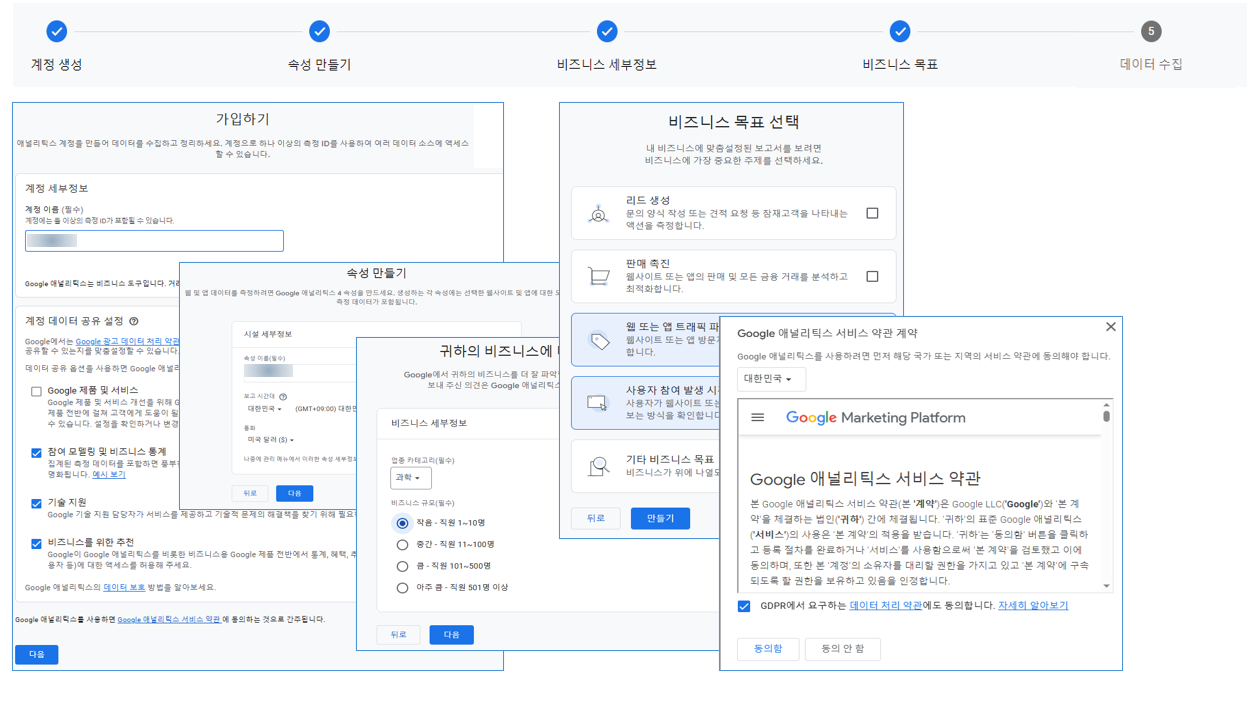 5
계정 생성
속성 만들기
비즈니스 세부정보
비즈니스 목표
데이터 수집
가입하기
애널리틱스 계정을 만들어 데이터를 수집하고 정리하세요. 계정으로 하나 이상의 측정 ID를 사용하여 여러 데이터 소스에 액세스
할 수 있습니다.
계정 세부정보
계정 이름 (필수)
계정에는 둘 이상의 측정 ID가 포함될 수 있습니다.
Google 애널리틱스는 비즈니스 도구입니다.
계정 데이터 공유 설정
Google에서는 Google 광고 데이터 처리 약관
공유할 수 있는지를 맞춤설정할 수 있습니다.
데이터 공유 옵션을 사용하면 Google 애널리
Google 제품 및 서비스
Google 제품 및 서비스 개선을 위해
제품 전반에 걸쳐 고객에게 도움이 될
수 있습니다. 설정을 확인하거나 변경
참여 모델링 및 비즈니스 통계
집계된 측정 데이터를 포함하면 풍부한
명화됩니다. 예시 보기
기술 지원
Google 기술 지원 담당자가 서비스를 제공하고 기술적 문제의 해결책을 찾기 위해 필요
비즈니스를 위한 추천
Google이 Google 애널리틱스를 비롯한 비즈니스용 Google 제품 전반에서 통계, 혜택,
용자 등)에 대한 액세스를 허용해 주세요.
Google 애널리틱스의 데이터 보호 방법을 알아보세요.
Google 애널리틱스를 사용하면 Google 애널리틱스 서비스 약관 에 동의하는 것으로 간주됩니다.
다음
속성 만들기
웹 및 앱 데이터를 측정하려면 Google 애널리틱스 4 속성을 만드세요. 생성하는 각 속성에는 선택한 웹사이트 및 앱에 대한
측정 데이터가 포함됩니다.
시설 세부정보
속성 이름(필수)
보고 시간대
대한민국 (GMT+09:00) 대한민
통화
미국 달러 ($)
나중에 관리 메뉴에서 이러한 속성 세부정보
뒤로
다음
귀하의 비즈니스에
Google에서 귀하의 비즈니스를 더 잘 파악
보내 주신 의견은 Google 애널리틱스
비즈니스 세부정보
업종 카테고리(필수)
과학
비즈니스 규모(필수)
작음 - 직원 1~10명
중간 - 직원 11~100명
큼 - 직원 101~500명
아주 큼 - 직원 501명 이상
뒤로
다음
비즈니스 목표 선택
내 비즈니스에 맞춤설정된 보고서를 보려면
비즈니스에 가장 중요한 주제를 선택하세요.
리드 생성
문의 양식 작성 또는 견적 요청 등 잠재고객을 나타내는
액션을 측정합니다.
판매 촉진
웹사이트 또는 앱의 판매 및 모든 금융 거래를 분석하고
최적화합니다.
웹 또는 앱 트래픽 파
웹사이트 또는 앱 방문자
합니다.
사용자 참여 발생 시
사용자가 웹사이트 또는
보는 방식을 확인합니다
기타 비즈니스 목표
비즈니스가 위에 나열되
뒤로
만들기
Google 애널리틱스 서비스 약관 계약
Google 애널리틱스를 사용하려면 먼저 해당 국가 또는 지역의 서비스 약관에 동의해야 합니다.
대한민국
Google Marketing Platform
Google 애널리틱스 서비스 약관
본 Google 애널리틱스 서비스 약관(본 '계약')은 Google LLC('Google')와 '본 계
약'을 체결하는 법인('귀하') 간에 체결됩니다. '귀하'의 표준 Google 애널리틱스
('서비스')의 사용은 '본 계약'의 적용을 받습니다. '귀하'는 '동의함' 버튼을 클릭하
고 등록 절차를 완료하거나 '서비스'를 사용함으로써 '본 계약'을 검토했고 이에
동의하며, 또한 본 '계정'의 소유자를 대리할 권한을 가지고 있고 '본 계약'에 구속
되도록 할 권한을 보유하고 있음을 인정합니다.
GDPR에서 요구하는 데이터 처리 약관에도 동의합니다. 자세히 알아보기
동의함
동의 안 함